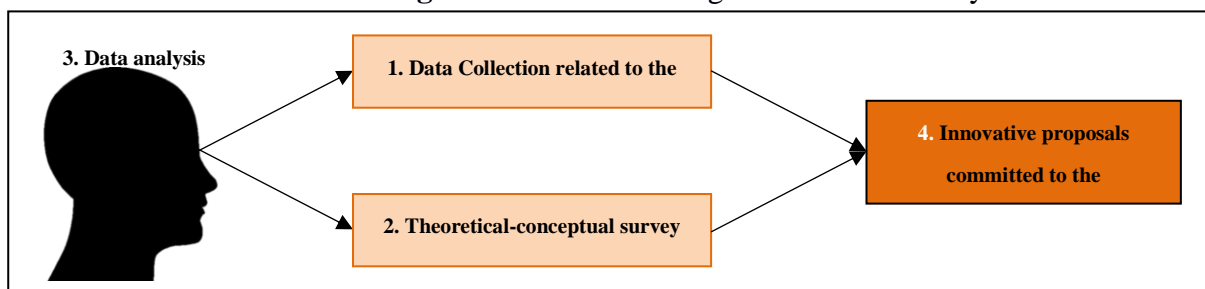 3. Data analysis
1. Data Collection related to the
2. Theoretical-conceptual survey
4. Innovative proposals
committed to the